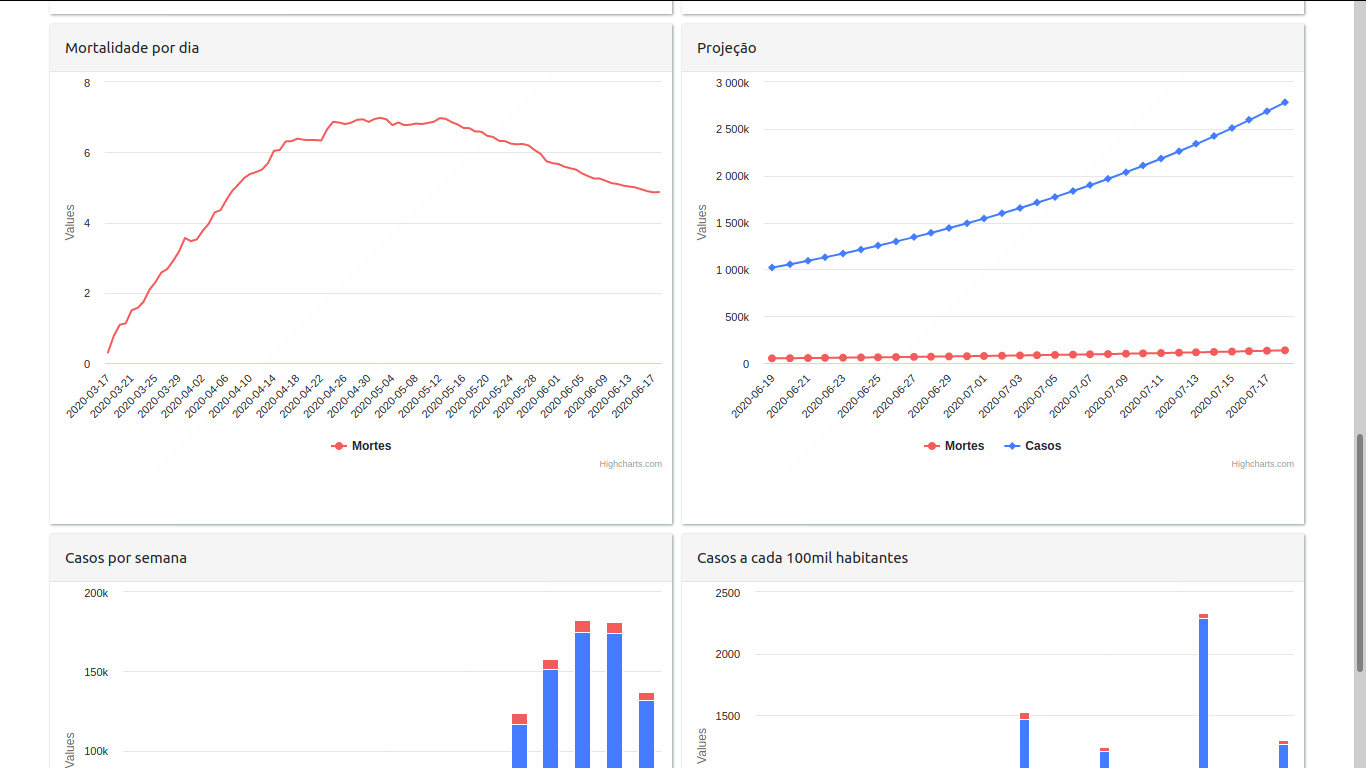 Mortalidade por dia
8
6
4
2
0
Values
2020-03-17
2020-03-21
2020-03-25
2020-03-29
2020-04-02
2020-04-06
2020-04-10
2020-04-14
2020-04-18
2020-04-22
2020-04-26
2020-04-30
2020-05-04
2020-05-08
2020-05-12
2020-05-16
2020-05-20
2020-05-24
2020-05-28
2020-06-01
2020-06-05
2020-06-09
2020-06-13
2020-06-17
Mortes
Highcharts.com
Projeção
3 000k
2 500k
2 000k
1 500k
1 000k
500k
0
Values
2020-06-19
2020-06-21
2020-06-23
2020-06-25
2020-06-27
2020-06-29
2020-07-01
2020-07-03
2020-07-05
2020-07-07
2020-07-09
2020-07-11
2020-07-13
2020-07-15
2020-07-17
Mortes Casos
Highcharts.com
Casos por semana
200k
150k
100k
Values
Casos a cada 100mil habitantes
2500
2000
1500
Values